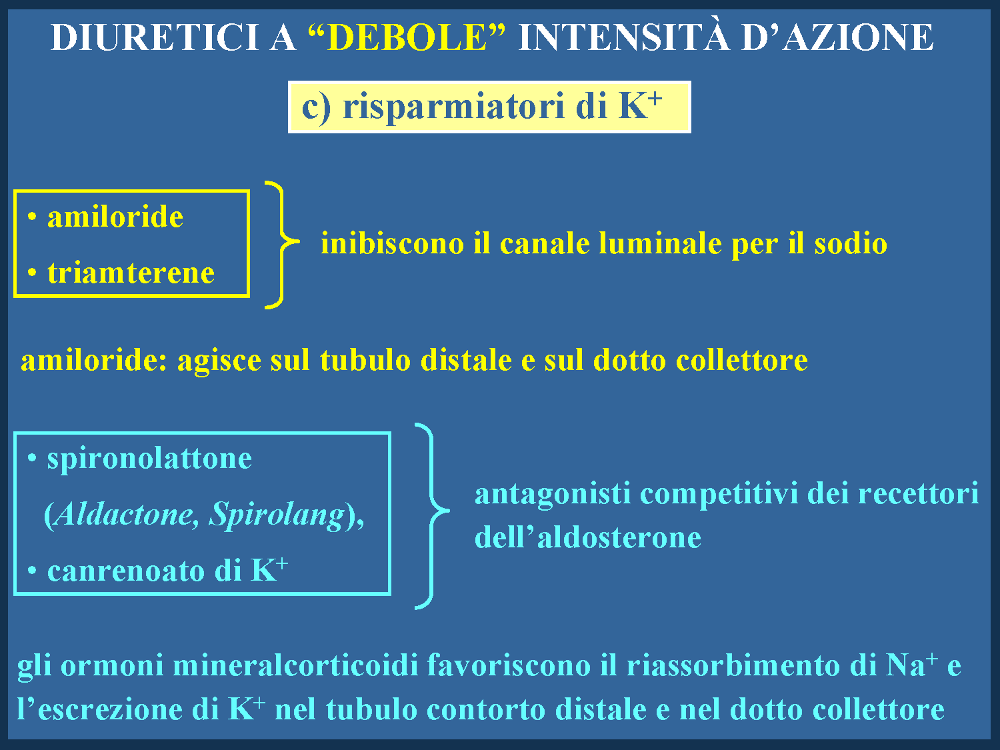 DIURETICI A “DEBOLE” INTENSITÀ D’AZIONE
c) risparmiatori di K⁺
• amiloride
• triamterene
inibiscono il canale luminale per il sodio
amiloride: agisce sul tubulo distale e sul dotto collettore
• spironolattone
(Aldactone, Spirolang),
• canrenoato di K⁺
antagonisti competitivi dei recettori
dell’aldosterone
gli ormoni mineralcorticoidi favoriscono il riassorbimento di Na⁺ e
l’escrezione di K⁺ nel tubulo contorto distale e nel dotto collettore